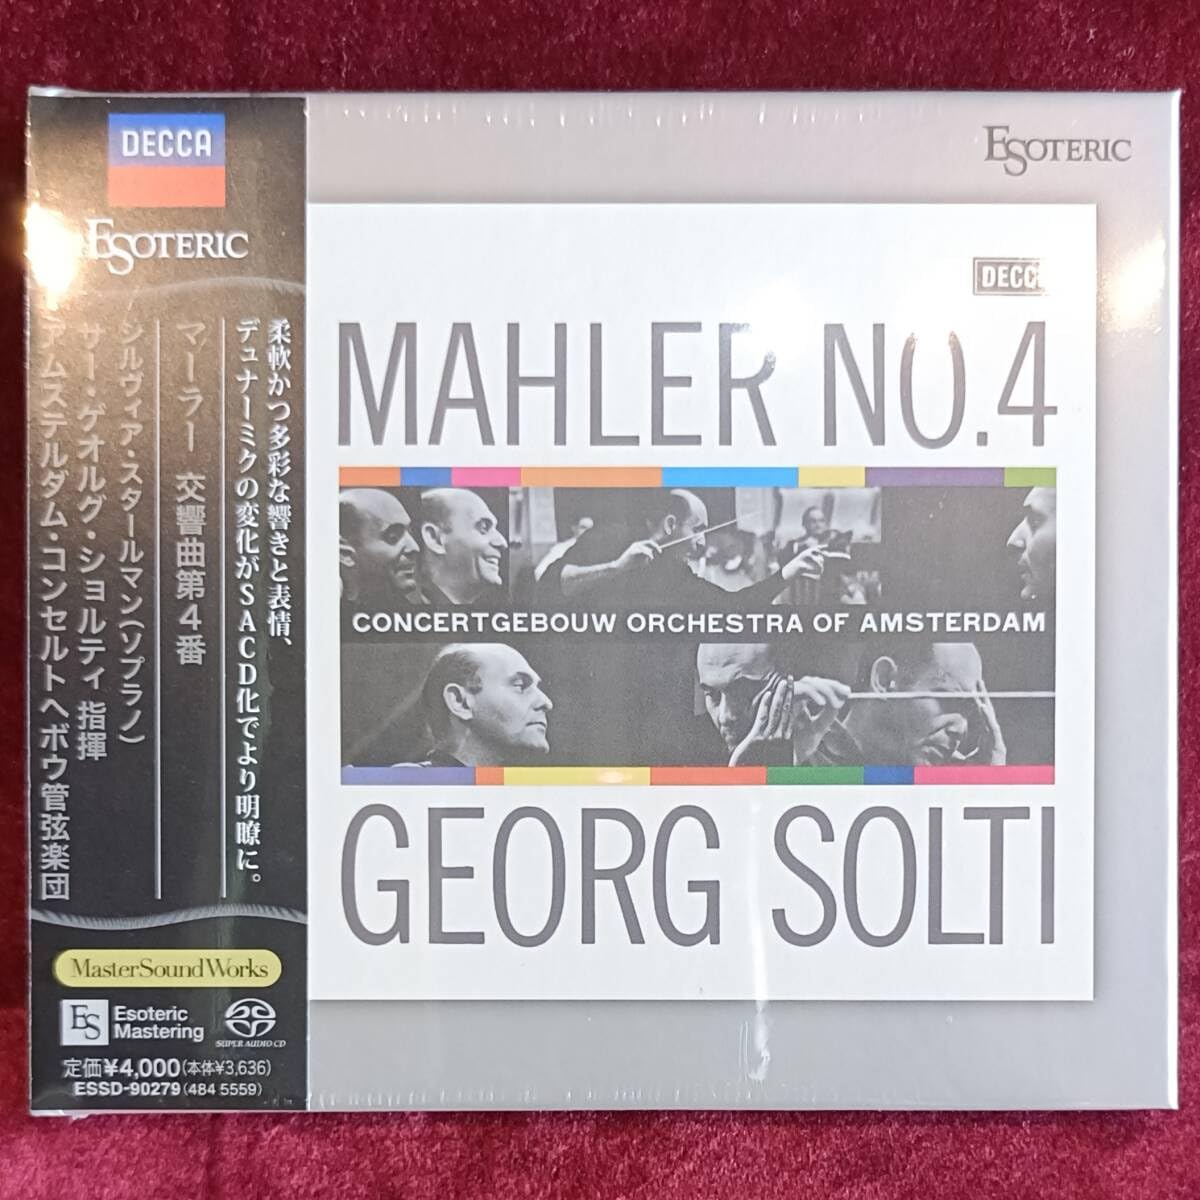 DECCA
ESOTERIC
柔軟かつ多彩な響きと表情、
デュナーミクの変化がSACD化でより明瞭に。
マーラー 交響曲第4番
シルヴィア・スタールマン(ソプラノ)
サー・ゲオルグ・ショルティ 指揮
アムステルダム・コンセルトヘボウ管弦楽団
MasterSoundWorks
ES
Esoteric
Mastering
SUPER AUDIO CD
定価¥4,000(本体¥3,636)
ESSD-90279(484 5559)
ESOTERIC
DECCA
MAHLER NO.4
CONCERTGEBOUW ORCHESTRA OF AMSTERDAM
GEORG SOLTI